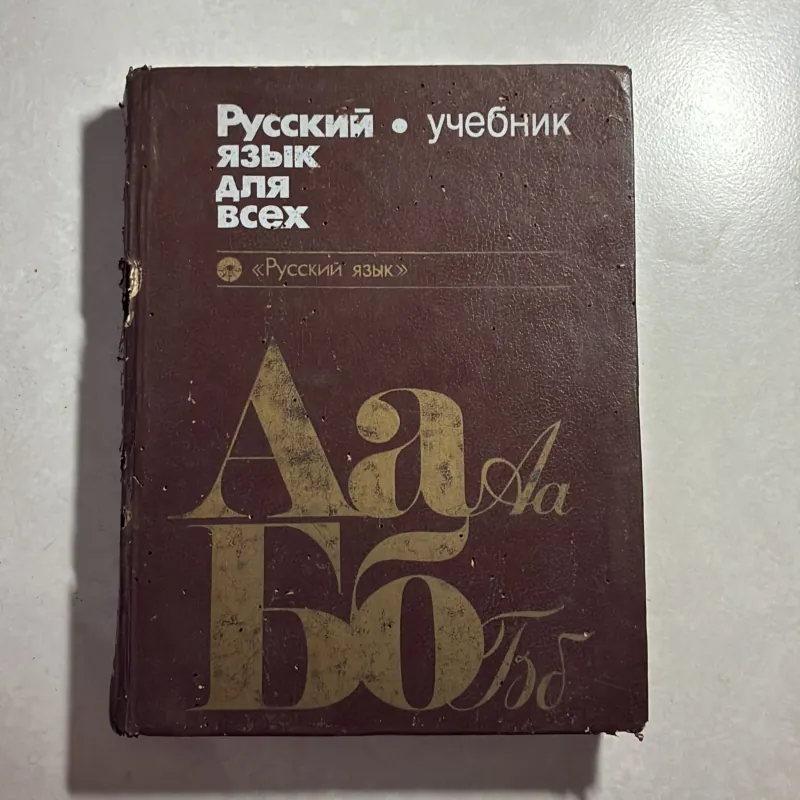 Русский • учебник
язык
для
всех
«Русский язык»
Аа Аа
Бб Бб